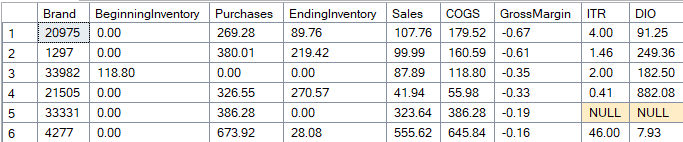 Brand BeginningInventory Purchases EndingInventory Sales COGS GrossMargin ITR DIO
1 20975 0.00 269.28 89.76 107.76 179.52 -0.67 4.00 91.25
2 1297 0.00 380.01 219.42 99.99 160.59 -0.61 1.46 249.36
3 33982 118.80 0.00 0.00 87.89 118.80 -0.35 2.00 182.50
4 21505 0.00 326.55 270.57 41.94 55.98 -0.33 0.41 882.08
5 33331 0.00 386.28 0.00 323.64 386.28 -0.19 NULL NULL
6 4277 0.00 673.92 28.08 555.62 645.84 -0.16 46.00 7.93